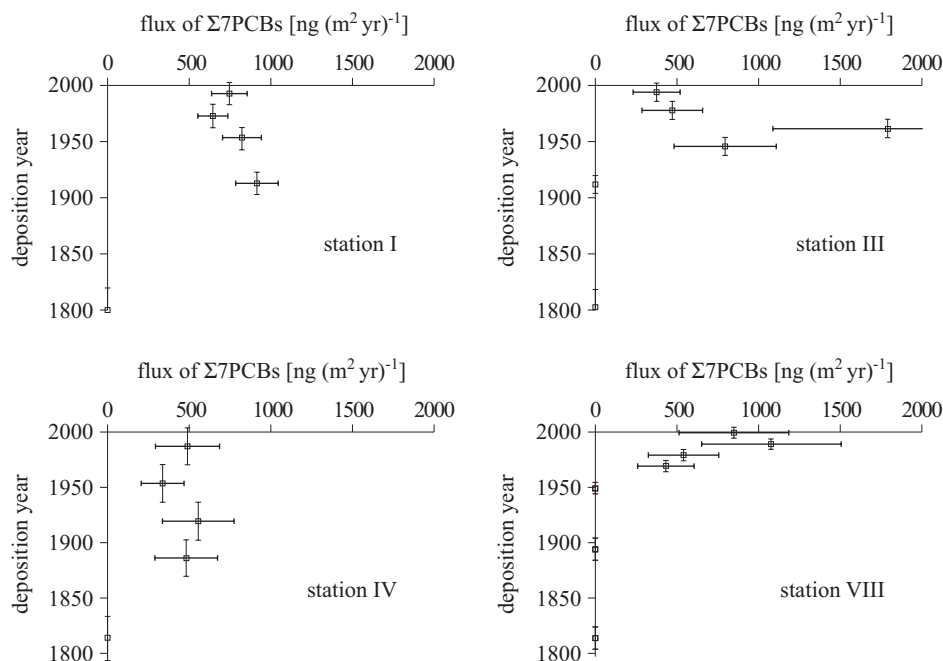 flux of Σ7PCBs [ng (m² yr)⁻¹]
0 500 1000 1500 2000
2000
1950
1900
1850
1800
deposition year
station I
flux of Σ7PCBs [ng (m² yr)⁻¹]
0 500 1000 1500 2000
2000
1950
1900
1850
1800
deposition year
station III
flux of Σ7PCBs [ng (m² yr)⁻¹]
0 500 1000 1500 2000
2000
1950
1900
1850
1800
deposition year
station IV
flux of Σ7PCBs [ng (m² yr)⁻¹]
0 500 1000 1500 2000
2000
1950
1900
1850
1800
deposition year
station VIII